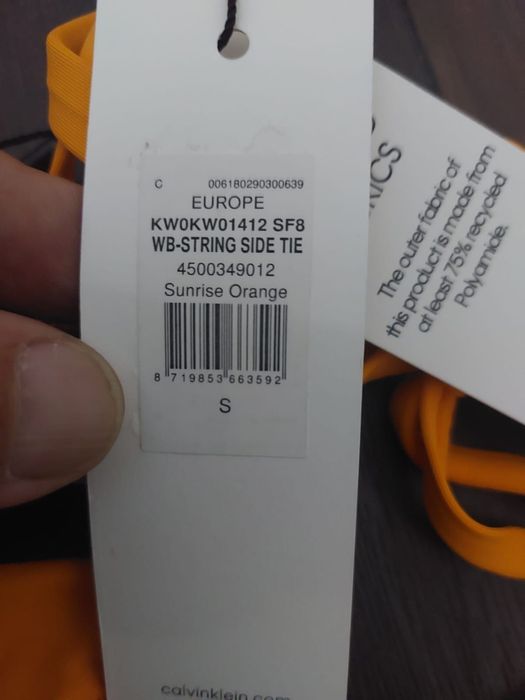 C 006180290300639
EUROPE
KW0KW01412 SF8
WB-STRING SIDE TIE
4500349012
Sunrise Orange
8 719853 663592
S
calvinklein.com
The outer fabric of
this product is made from
at least 75% recycled
Polyamide.